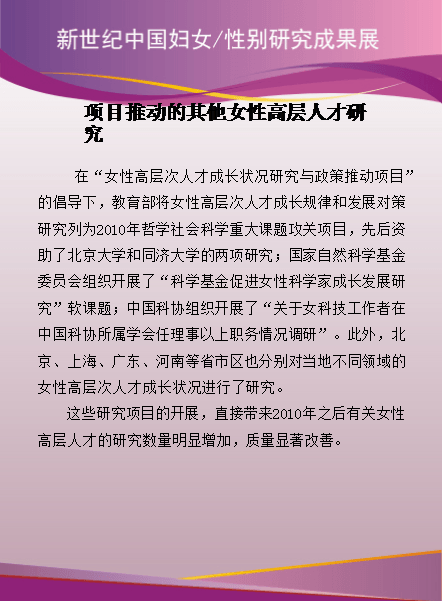 新世纪中国妇女/性别研究成果展
项目推动的其他女性高层人才研
究
在“女性高层次人才成长状况研究与政策推动项目”
的倡导下，教育部将女性高层次人才成长规律和发展对策
研究列为2010年哲学社会科学重大课题攻关项目，先后资
助了北京大学和同济大学的两项研究；国家自然科学基金
委员会组织开展了“科学基金促进女性科学家成长发展研
究”软课题；中国科协组织开展了“关于女科技工作者在
中国科协所属学会任理事以上职务情况调研”。此外，北
京、上海、广东、河南等省市区也分别对当地不同领域的
女性高层次人才成长状况进行了研究。
这些研究项目的开展，直接带来2010年之后有关女性
高层人才的研究数量明显增加，质量显著改善。